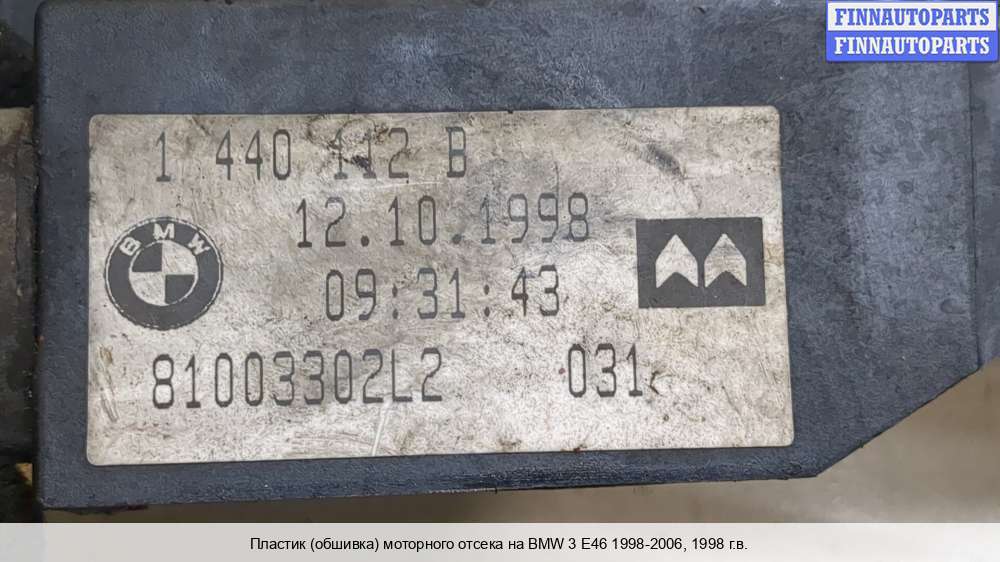 FINNAUTOPARTS
FINNAUTOPARTS
1 440 112 B
12.10.1998
BMW
09:31:43
81003302L2 031
Пластик (обшивка) моторного отсека на BMW 3 E46 1998-2006, 1998 г.в.